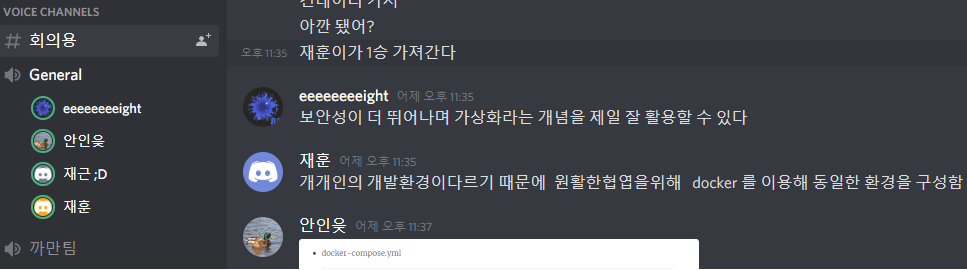 VOICE CHANNELS
# 회의용
General
eeeeeeeeight
안인읏
재근 ;D
재훈
까만팀
아깐 됐어?
오후 11:35 재훈이가 1승 가져간다
eeeeeeeeight 어제 오후 11:35
보안성이 더 뛰어나며 가상화라는 개념을 제일 잘 활용할 수 있다
재훈 어제 오후 11:35
개개인의 개발환경이다르기 때문에 원활한협엽을위해 docker 를 이용해 동일한 환경을 구성함
안인읏 어제 오후 11:37
• docker-compose.yml